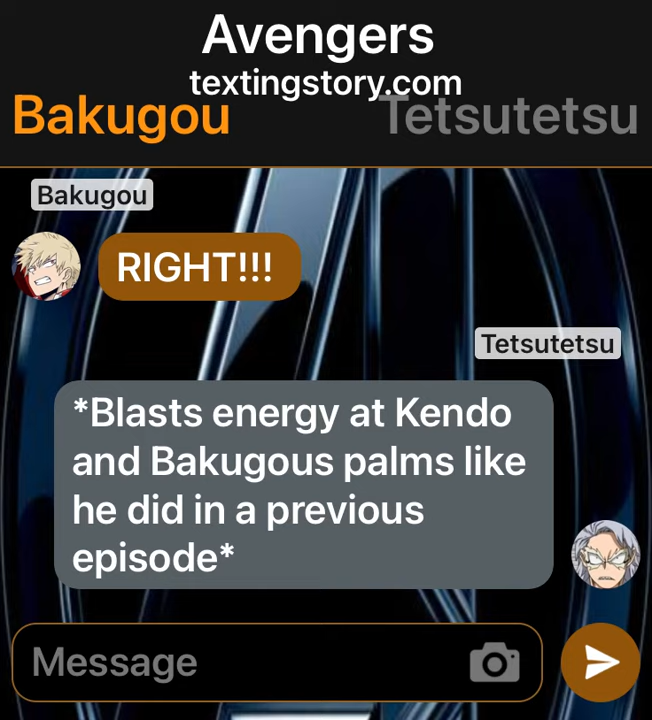 Avengers
textingstory.com
Bakugou
Tetsutetsu
Bakugou
RIGHT!!!
Tetsutetsu
*Blasts energy at Kendo
and Bakugous palms like
he did in a previous
episode*
Message